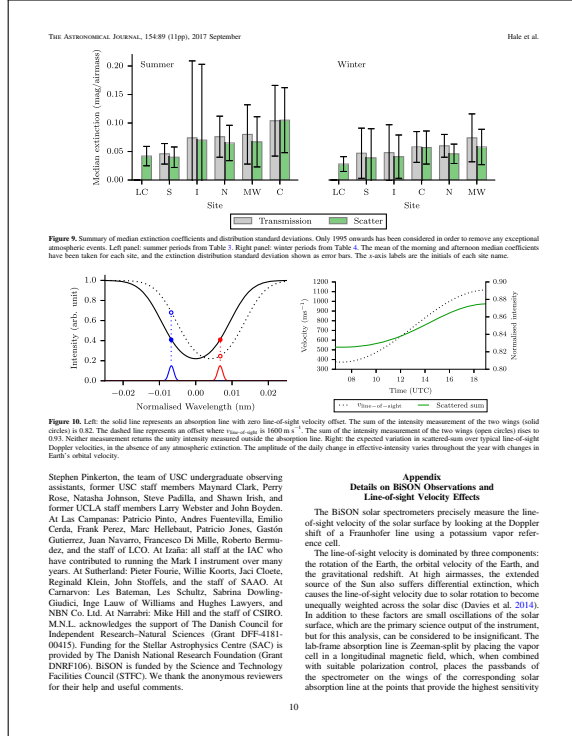 THE ASTRONOMICAL JOURNAL, 154:89 (11pp), 2017 September
Hale et al.
Median extinction (mag/airmass)
0.20
0.15
0.10
0.05
0.00
Summer
LC S I N MW C
Site
Winter
LC S I C N MW
Site
Transmission
Scatter
Figure 9. Summary of median extinction coefficients and distribution standard deviations. Only 1995 onwards has been considered in order to remove any exceptional
atmospheric events. Left panel: summer periods from Table 3. Right panel: winter periods from Table 4. The mean of the morning and afternoon median coefficients
have been taken for each site, and the extinction distribution standard deviation shown as error bars. The x-axis labels are the initials of each site name.
Intensity (arb. unit)
1.0
0.8
0.6
0.4
0.2
0.0
−0.02 −0.01 0.00 0.01 0.02
Normalised Wavelength (nm)
Velocity (ms−1)
1200
1100
1000
900
800
700
600
500
400
300
08 10 12 14 16 18
Time (UTC)
0.90
0.88
0.86
0.84
0.82
0.80
Normalised intensity
vline−of−sight
Scattered sum
Figure 10. Left: the solid line represents an absorption line with zero line-of-sight velocity offset. The sum of the intensity measurement of the two wings (solid
circles) is 0.82. The dashed line represents an offset where vline-of-sight is 1600 m s−1. The sum of the intensity measurement of the two wings (open circles) rises to
0.93. Neither measurement returns the unity intensity measured outside the absorption line. Right: the expected variation in scattered-sum over typical line-of-sight
Doppler velocities, in the absence of any atmospheric extinction. The amplitude of the daily change in effective-intensity varies throughout the year with changes in
Earth's orbital velocity.
Stephen Pinkerton, the team of USC undergraduate observing
assistants, former USC staff members Maynard Clark, Perry
Rose, Natasha Johnson, Steve Padilla, and Shawn Irish, and
former UCLA staff members Larry Webster and John Boyden.
At Las Campanas: Patricio Pinto, Andres Fuentevilla, Emilio
Cerda, Frank Perez, Marc Hellebaut, Patricio Jones, Gastón
Gutierrez, Juan Navarro, Francesco Di Mille, Roberto Bermu-
dez, and the staff of LCO. At Izaña: all staff at the IAC who
have contributed to running the Mark I instrument over many
years. At Sutherland: Pieter Fourie, Willie Koorts, Jaci Cloete,
Reginald Klein, John Stoffels, and the staff of SAAO. At
Carnarvon: Les Bateman, Les Schultz, Sabrina Dowling-
Giudici, Inge Lauw of Williams and Hughes Lawyers, and
NBN Co. Ltd. At Narrabri: Mike Hill and the staff of CSIRO.
M.N.L. acknowledges the support of The Danish Council for
Independent Research–Natural Sciences (Grant DFF-4181-
00415). Funding for the Stellar Astrophysics Centre (SAC) is
provided by The Danish National Research Foundation (Grant
DNRF106). BiSON is funded by the Science and Technology
Facilities Council (STFC). We thank the anonymous reviewers
for their help and useful comments.
Appendix
Details on BiSON Observations and
Line-of-sight Velocity Effects
The BiSON solar spectrometers precisely measure the line-
of-sight velocity of the solar surface by looking at the Doppler
shift of a Fraunhofer line using a potassium vapor refer-
ence cell.
The line-of-sight velocity is dominated by three components:
the rotation of the Earth, the orbital velocity of the Earth, and
the gravitational redshift. At high airmasses, the extended
source of the Sun also suffers differential extinction, which
causes the line-of-sight velocity due to solar rotation to become
unequally weighted across the solar disc (Davies et al. 2014).
In addition to these factors are small oscillations of the solar
surface, which are the primary science output of the instrument,
but for this analysis, can be considered to be insignificant. The
lab-frame absorption line is Zeeman-split by placing the vapor
cell in a longitudinal magnetic field, which, when combined
with suitable polarization control, places the passbands of
the spectrometer on the wings of the corresponding solar
absorption line at the points that provide the highest sensitivity
10